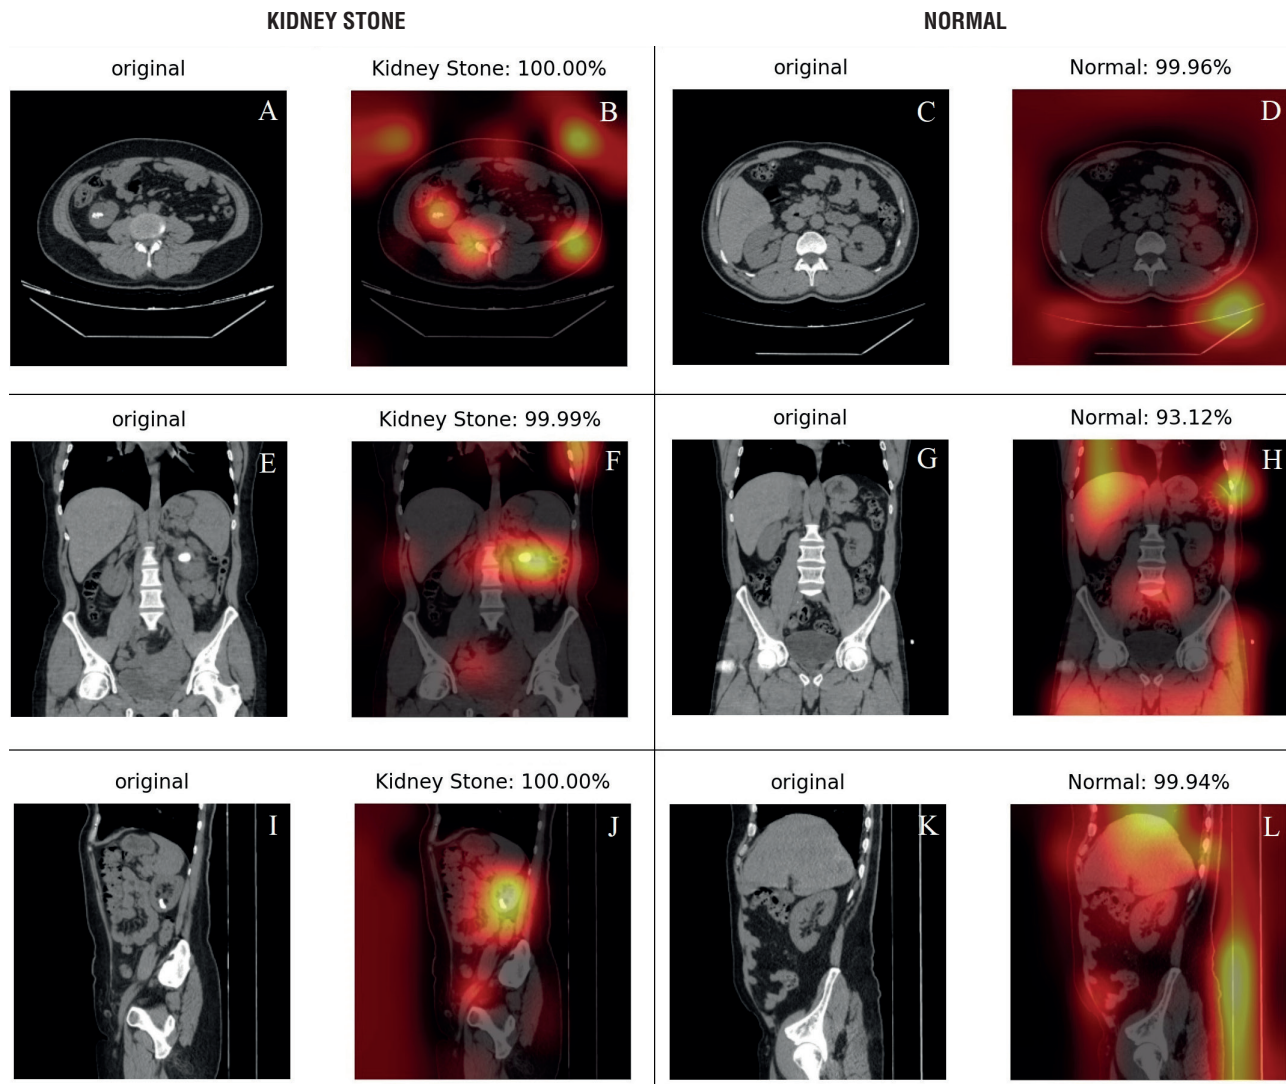 KIDNEY STONE
NORMAL
original
Kidney Stone: 100.00%
original
Normal: 99.96%
A
B
C
D
original
Kidney Stone: 99.99%
original
Normal: 93.12%
E
F
G
H
original
Kidney Stone: 100.00%
original
Normal: 99.94%
I
J
K
L